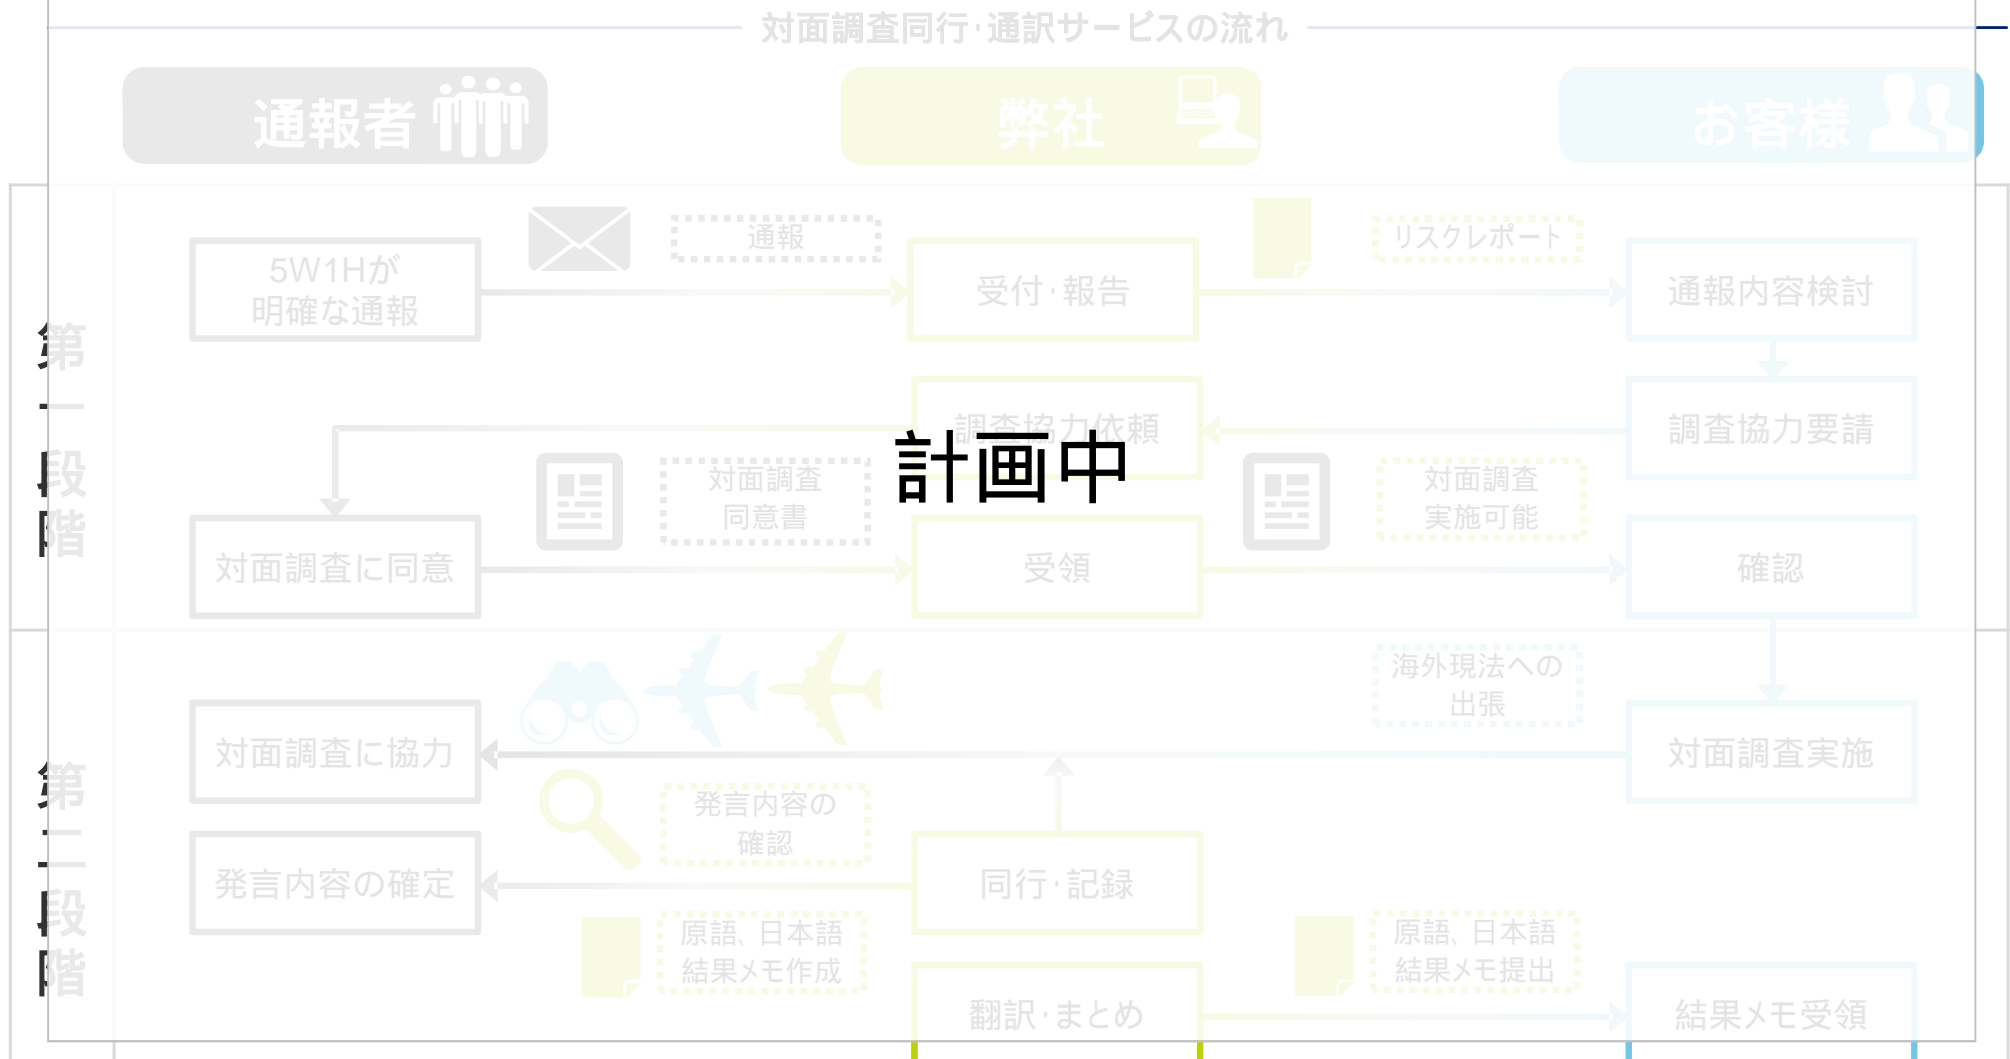 対面調査同行・通訳サービスの流れ
通報者
弊社
お客様
第一段階
5W1Hが
明確な通報
通報
受付・報告
リスクレポート
通報内容検討
調査協力依頼
調査協力要請
計画中
対面調査
同意書
対面調査
実施可能
対面調査に同意
受領
確認
第二段階
海外現法への
出張
対面調査に協力
対面調査実施
発言内容の
確認
発言内容の確定
同行・記録
原語、日本語
結果メモ作成
原語、日本語
結果メモ提出
翻訳・まとめ
結果メモ受領